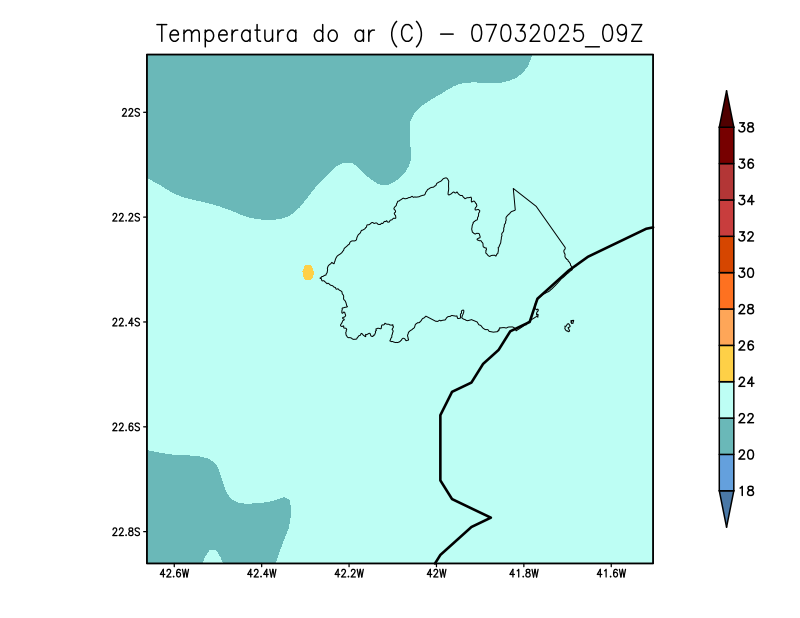 Temperatura do ar (C) - 07032025_09Z
22S
22.2S
22.4S
22.6S
22.8S
42.6W
42.4W
42.2W
42W
41.8W
41.6W
38
36
34
32
30
28
26
24
22
20
18